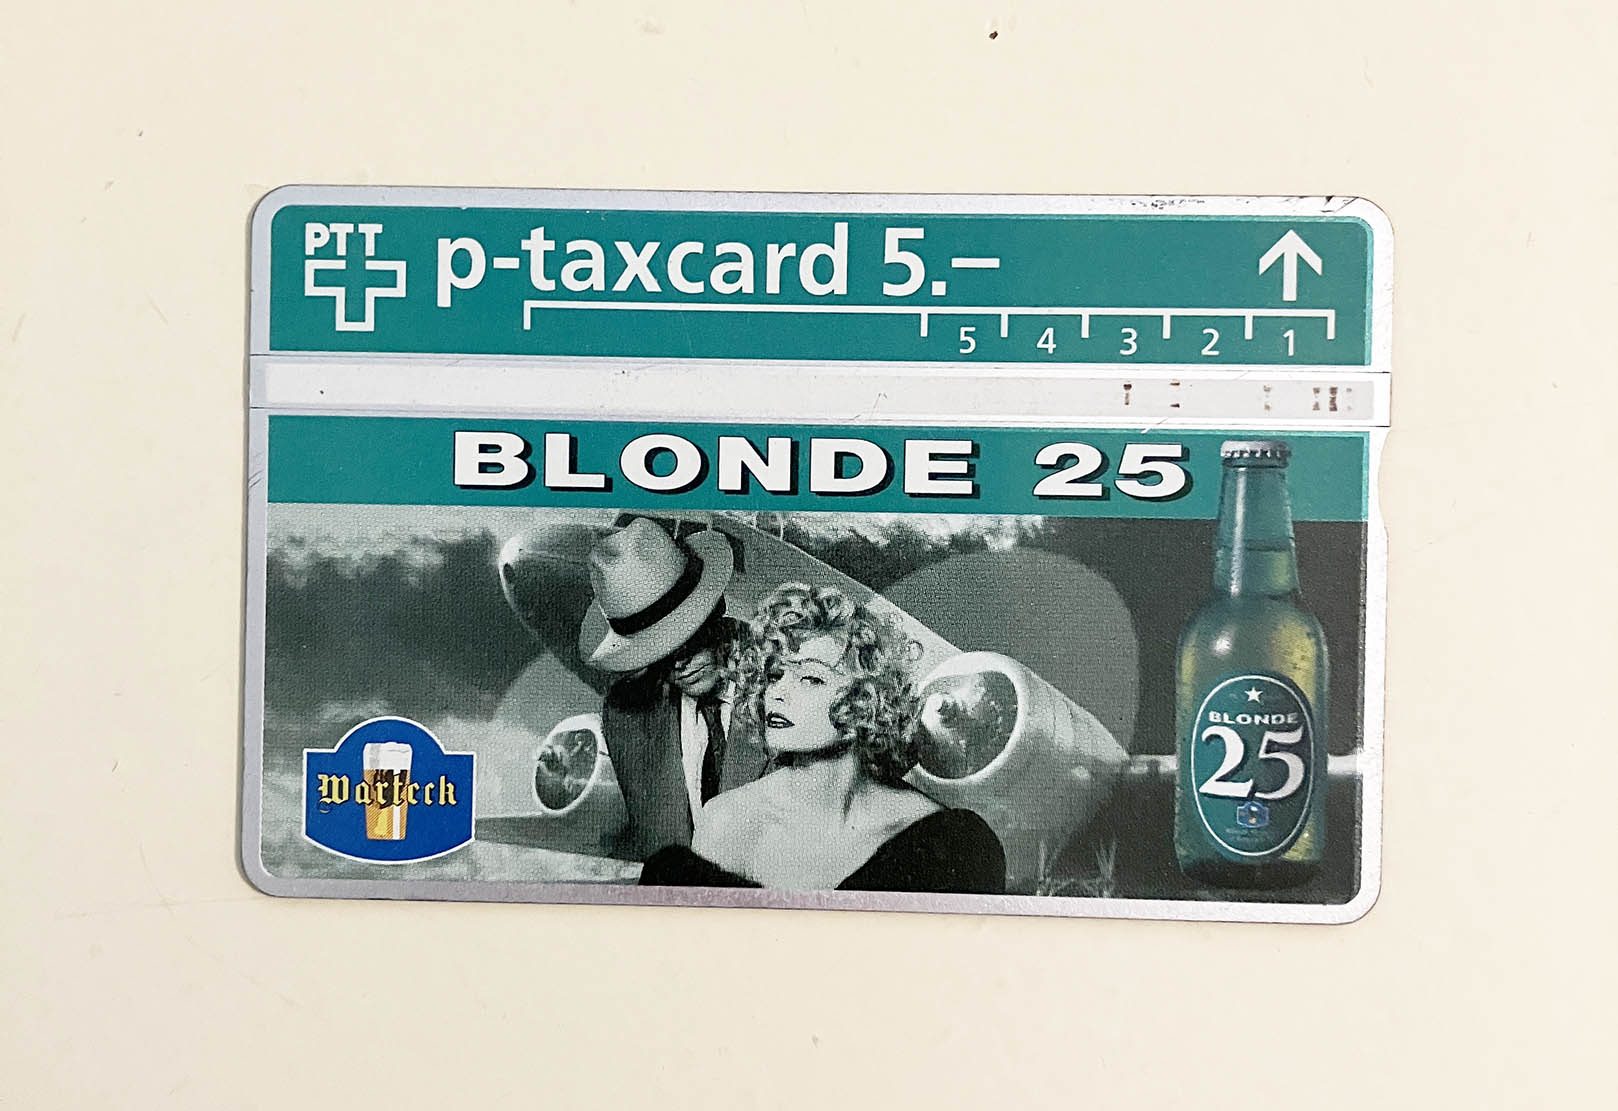 PTT
p-taxcard 5.–
5 4 3 2 1
BLONDE 25
Warteck
BLONDE
25